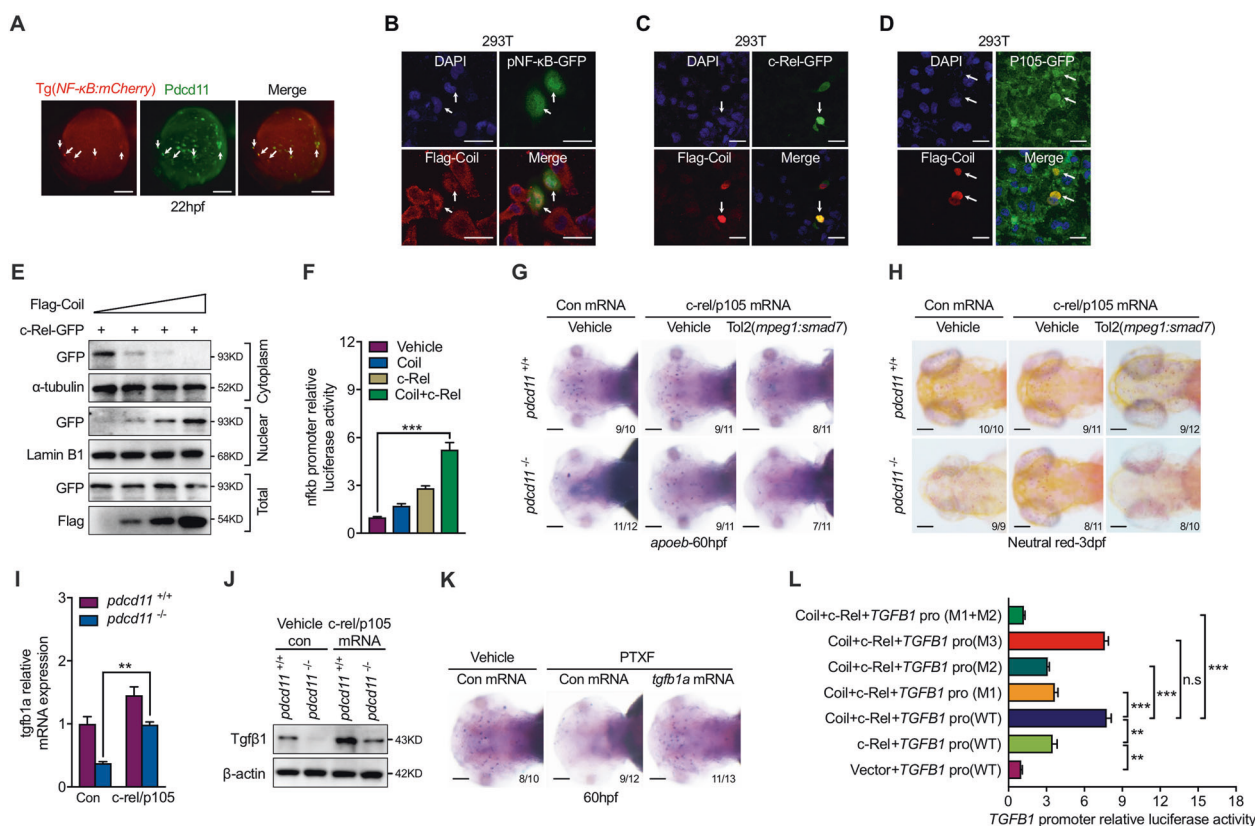 A
Tg(NF-κB:mCherry) Pdcd11 Merge
22hpf
B
293T
DAPI pNF-κB-GFP
Flag-Coil Merge
C
293T
DAPI c-Rel-GFP
Flag-Coil Merge
D
293T
DAPI P105-GFP
Flag-Coil Merge
E
Flag-Coil
c-Rel-GFP + + + +
GFP 93KD
α-tubulin 52KD
Cytoplasm
GFP 93KD
Lamin B1 68KD
Nuclear
GFP 93KD
Flag 54KD
Total
F
nfkb promoter relative
luciferase activity
12
9
6
3
0
Vehicle
Coil
c-Rel
Coil+c-Rel
***
G
Con mRNA c-rel/p105 mRNA
Vehicle Vehicle Tol2(mpeg1:smad7)
pdcd11 +/+
9/10 9/11 8/11
pdcd11 -/-
11/12 9/11 7/11
apoeb-60hpf
H
Con mRNA c-rel/p105 mRNA
Vehicle Vehicle Tol2(mpeg1:smad7)
pdcd11 +/+
10/10 9/11 9/12
pdcd11 -/-
9/9 8/11 8/10
Neutral red-3dpf
I
tgfb1a relative
mRNA expression
3
2
1
0
pdcd11 +/+
pdcd11 -/-
**
Con c-rel/p105
J
Vehicle c-rel/p105
con mRNA
pdcd11 +/+ pdcd11 -/- pdcd11 +/+ pdcd11 -/-
Tgfβ1 43KD
β-actin 42KD
K
Vehicle PTXF
Con mRNA Con mRNA tgfb1a mRNA
8/10 9/12 11/13
60hpf
L
Coil+c-Rel+TGFB1 pro (M1+M2)
Coil+c-Rel+TGFB1 pro(M3)
Coil+c-Rel+TGFB1 pro(M2)
Coil+c-Rel+TGFB1 pro (M1)
Coil+c-Rel+TGFB1 pro(WT)
c-Rel+TGFB1 pro(WT)
Vector+TGFB1 pro(WT)
***
**
**
***
n.s
***
0 3 6 9 12 15 18
TGFB1 promoter relative luciferase activity